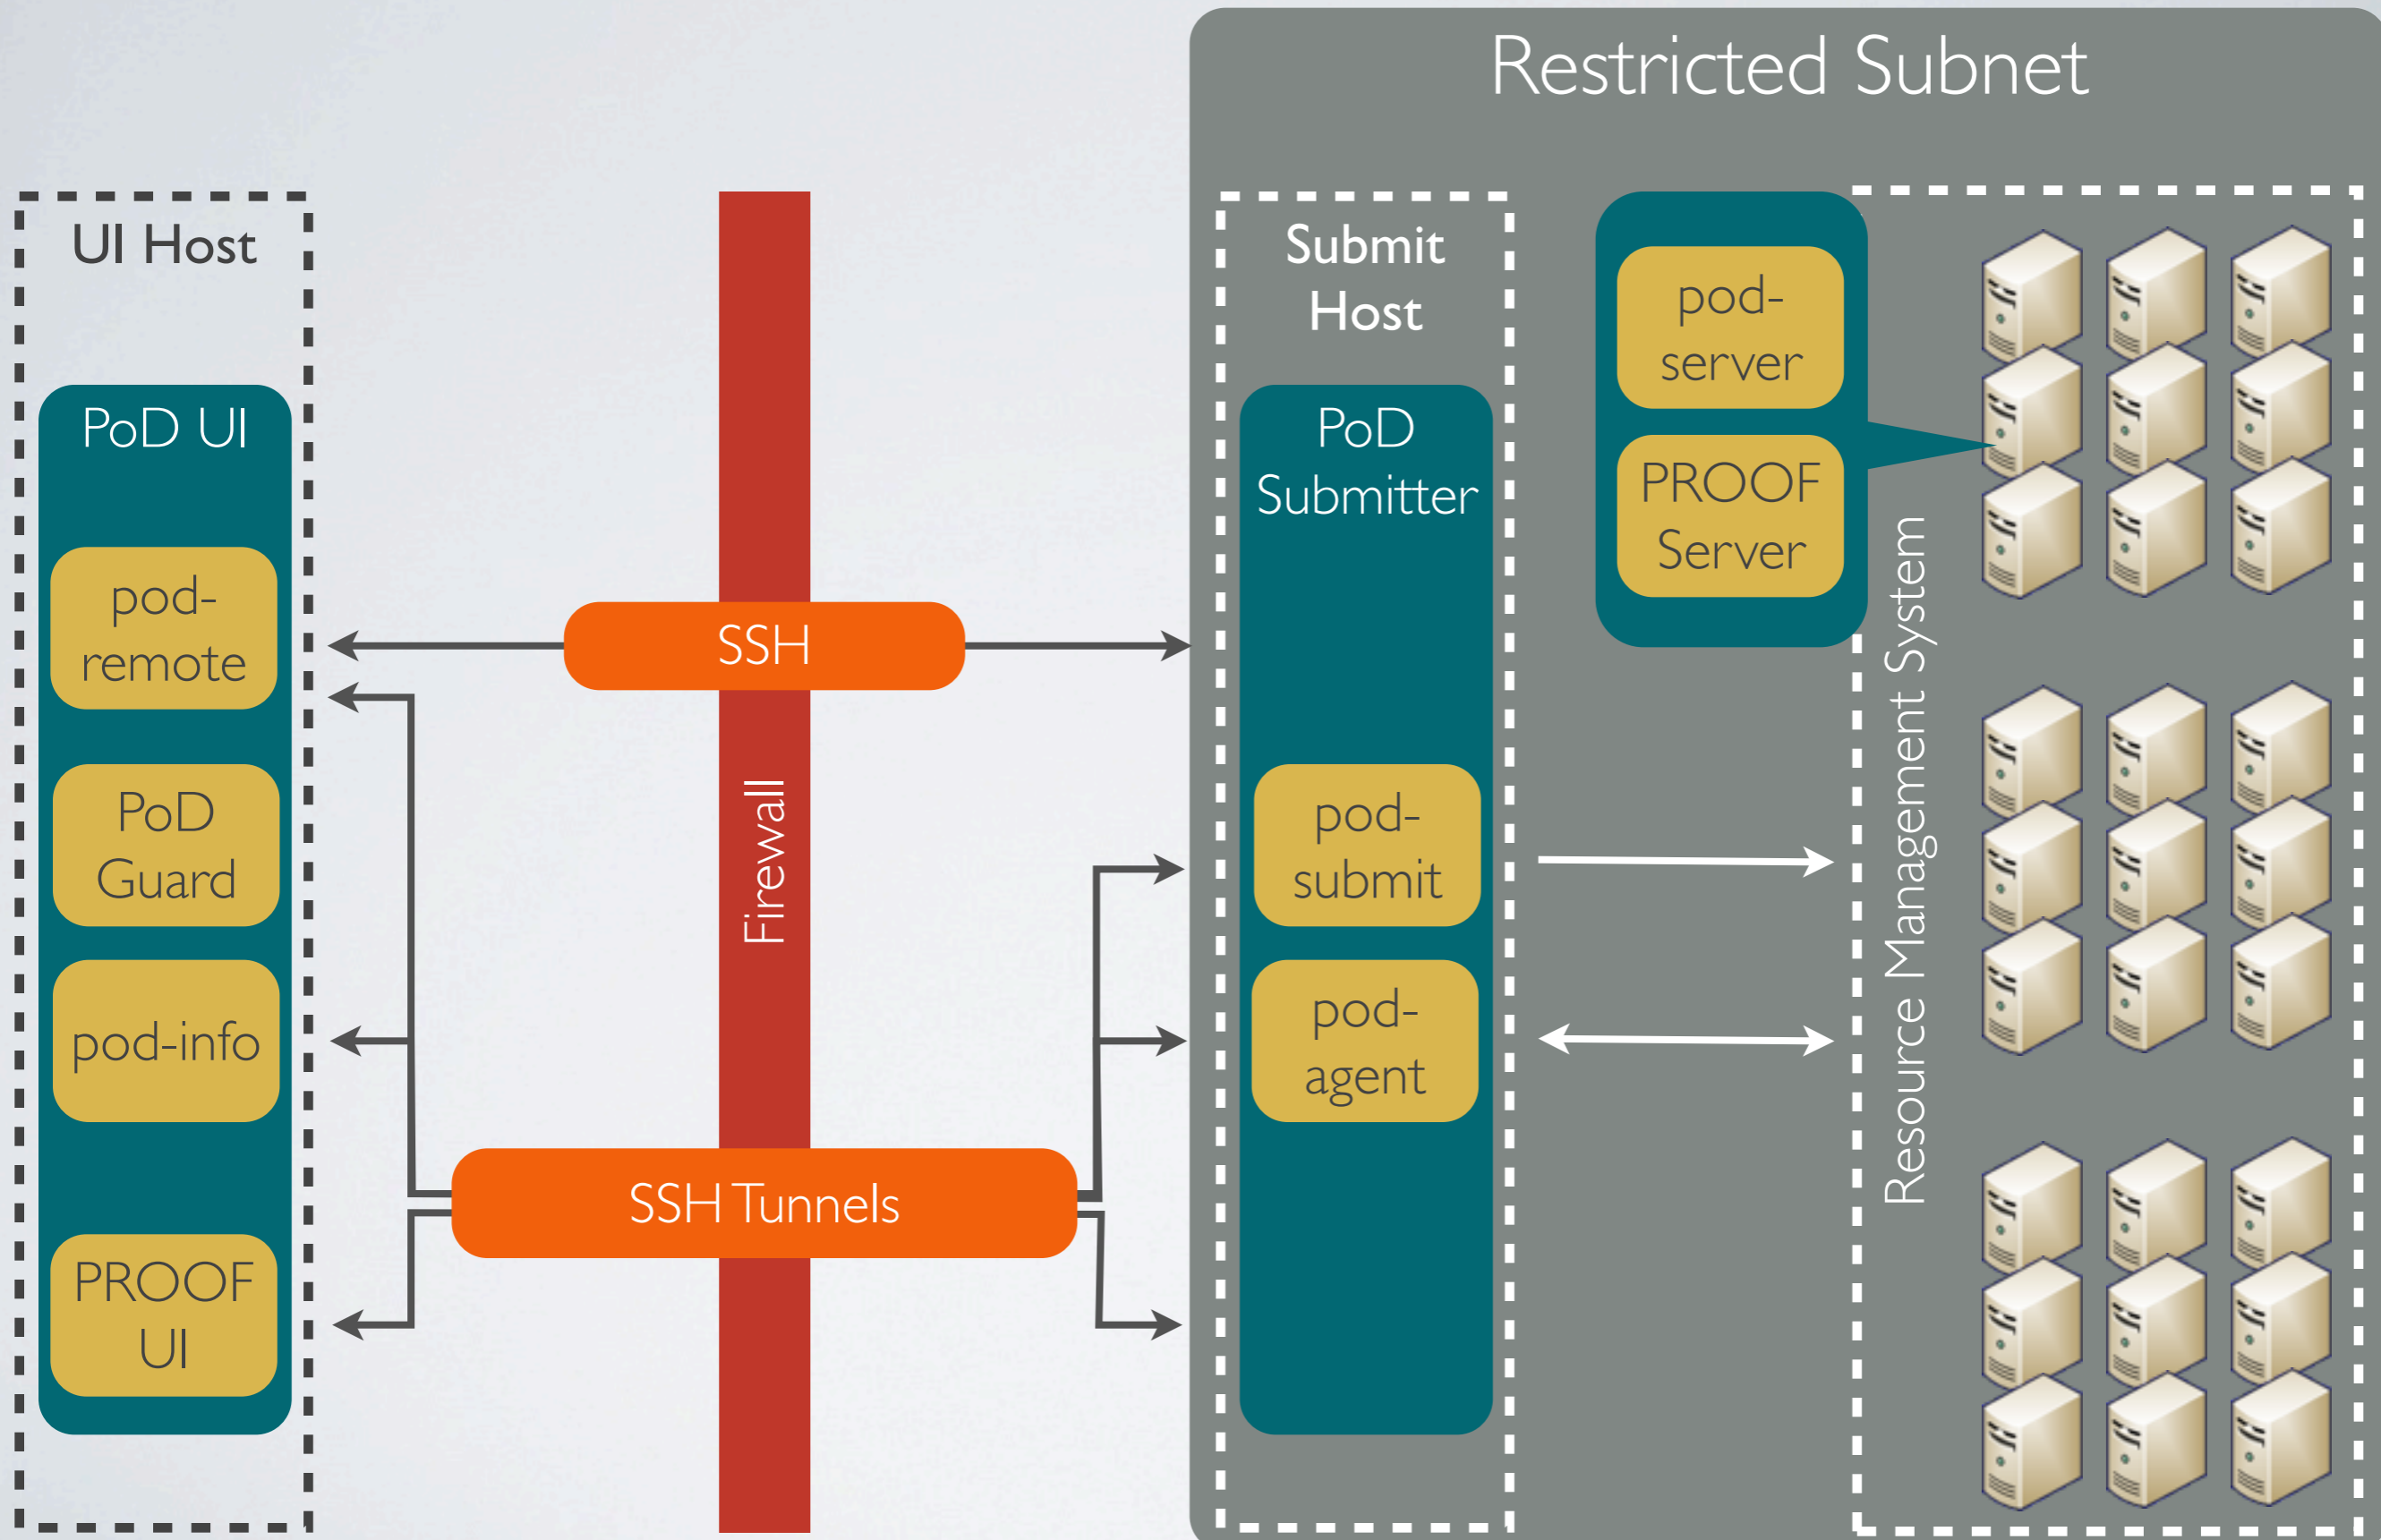 Restricted Subnet
UI Host
PoD UI
pod-
remote
PoD
Guard
pod-info
PROOF
UI
SSH
Firewall
SSH Tunnels
Submit
Host
PoD
Submitter
pod-
submit
pod-
agent
pod-
server
PROOF
Server
Resource Management System